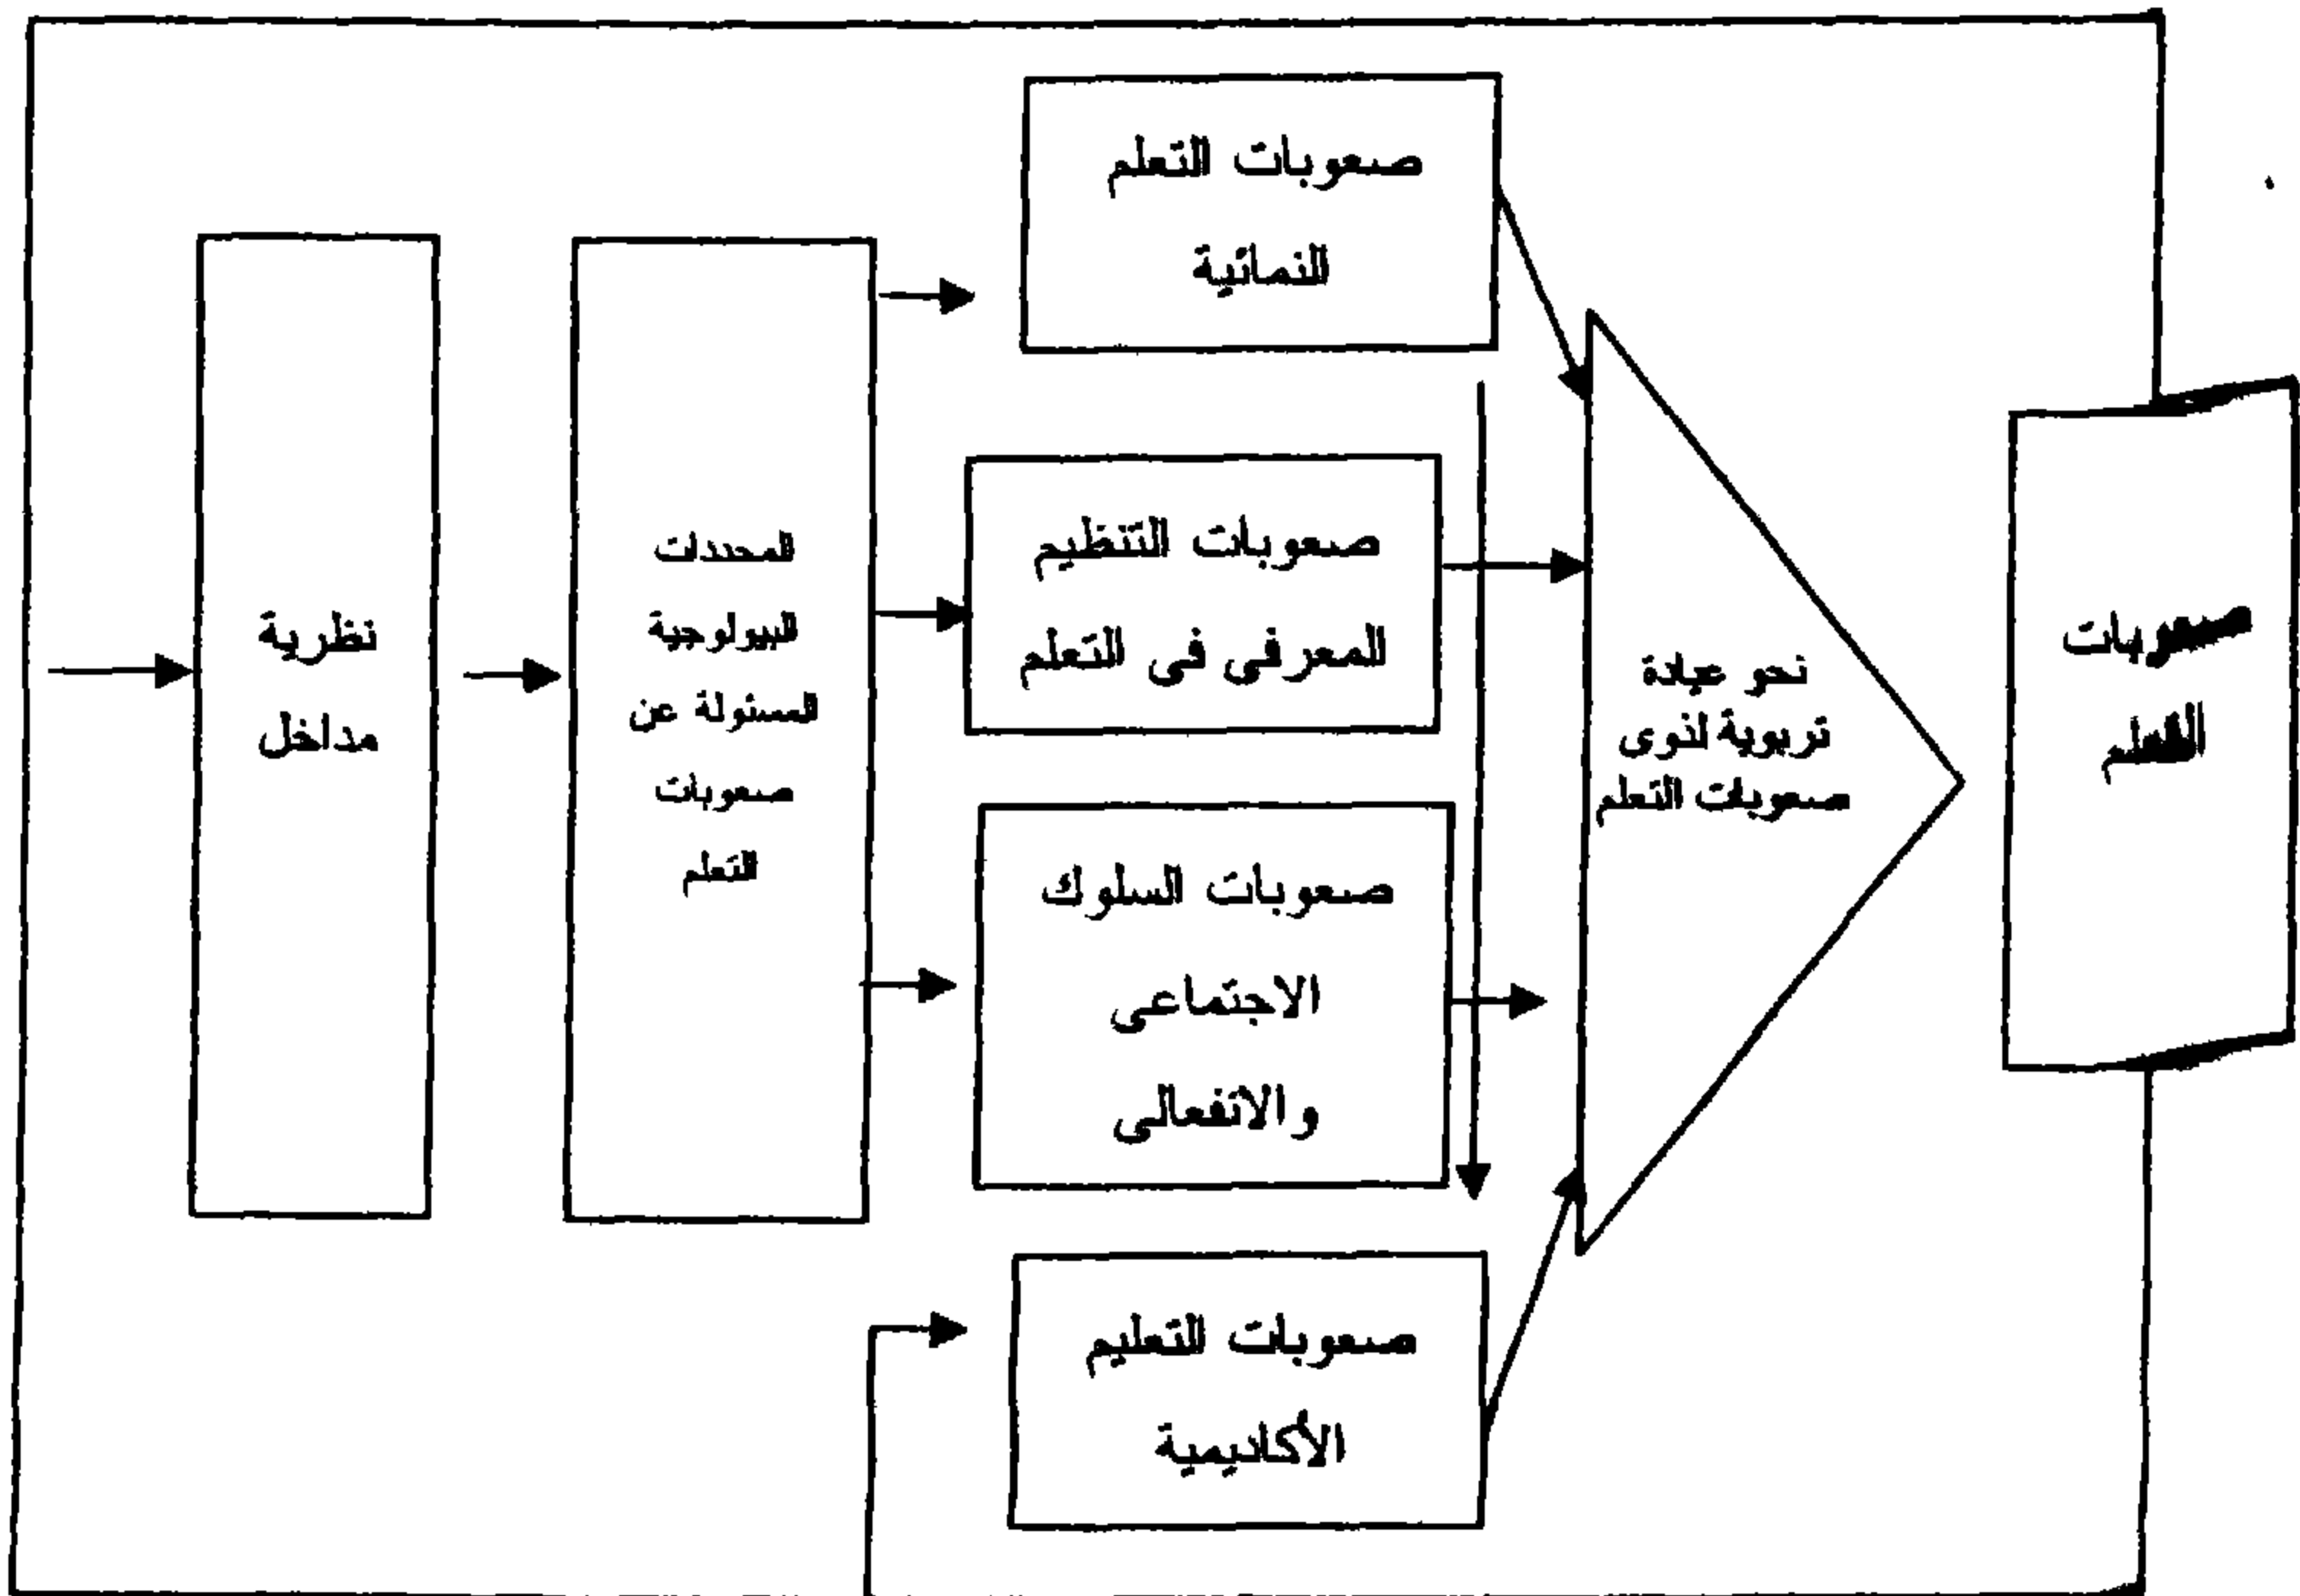 صعوبات التعلم
النمائية
صعوبات التنظيم
المعرفى فى التعلم
صعوبات السلوك
الاجتماعى
والانفعالى
صعوبات التعليم
الأكاديمية
المحددات
البيولوجية
المسئولة عن
صعوبات
التعلم
نظرية
مداخل
نحو عيادة
تربوية لذوى
صعوبات التعلم
صعوبات
التعلم